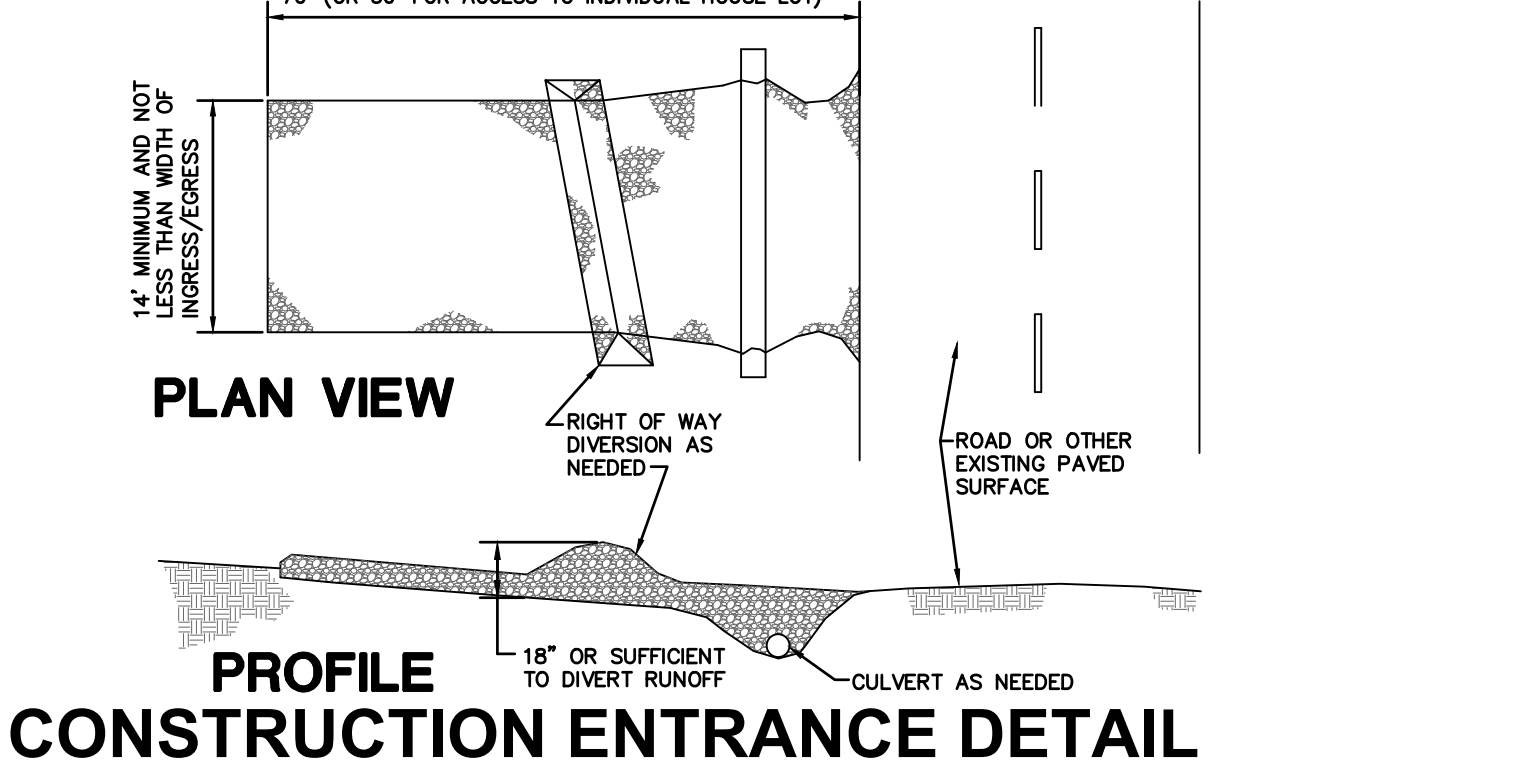 (OR 50' FOR ACCESS TO INDIVIDUAL HOUSE LOT)
14' MINIMUM AND NOT
LESS THAN WIDTH OF
INGRESS/EGRESS
PLAN VIEW
RIGHT OF WAY
DIVERSION AS
NEEDED
ROAD OR OTHER
EXISTING PAVED
SURFACE
18" OR SUFFICIENT
TO DIVERT RUNOFF
CULVERT AS NEEDED
PROFILE
CONSTRUCTION ENTRANCE DETAIL